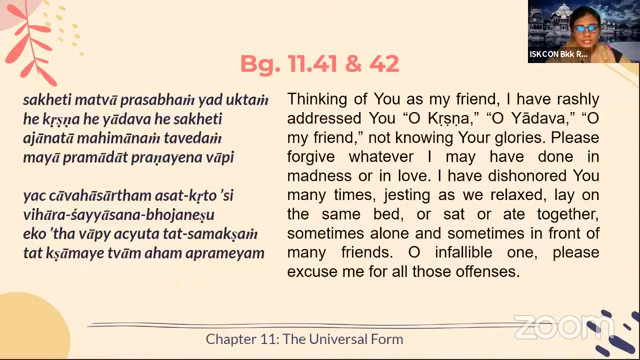 ISKCON Bkk R...
Bg. 11.41 & 42
sakheti matvā prasabhaṁ yad uktaṁ
he kṛṣṇa he yādava he sakheti
ajānatā mahimānaṁ tavedaṁ
mayā pramādāt praṇayena vāpi
yac cāvahāsārtham asat-kṛto ’si
vihāra-śayyāsana-bhojaneṣu
eko ’tha vāpy acyuta tat-samakṣaṁ
tat kṣāmaye tvām aham aprameyam
Thinking of You as my friend, I have rashly
addressed You “O Kṛṣṇa,” “O Yādava,” “O
my friend,” not knowing Your glories. Please
forgive whatever I may have done in
madness or in love. I have dishonored You
many times, jesting as we relaxed, lay on
the same bed, or sat or ate together,
sometimes alone and sometimes in front of
many friends. O infallible one, please
excuse me for all those offenses.
Chapter 11: The Universal Form
zoom